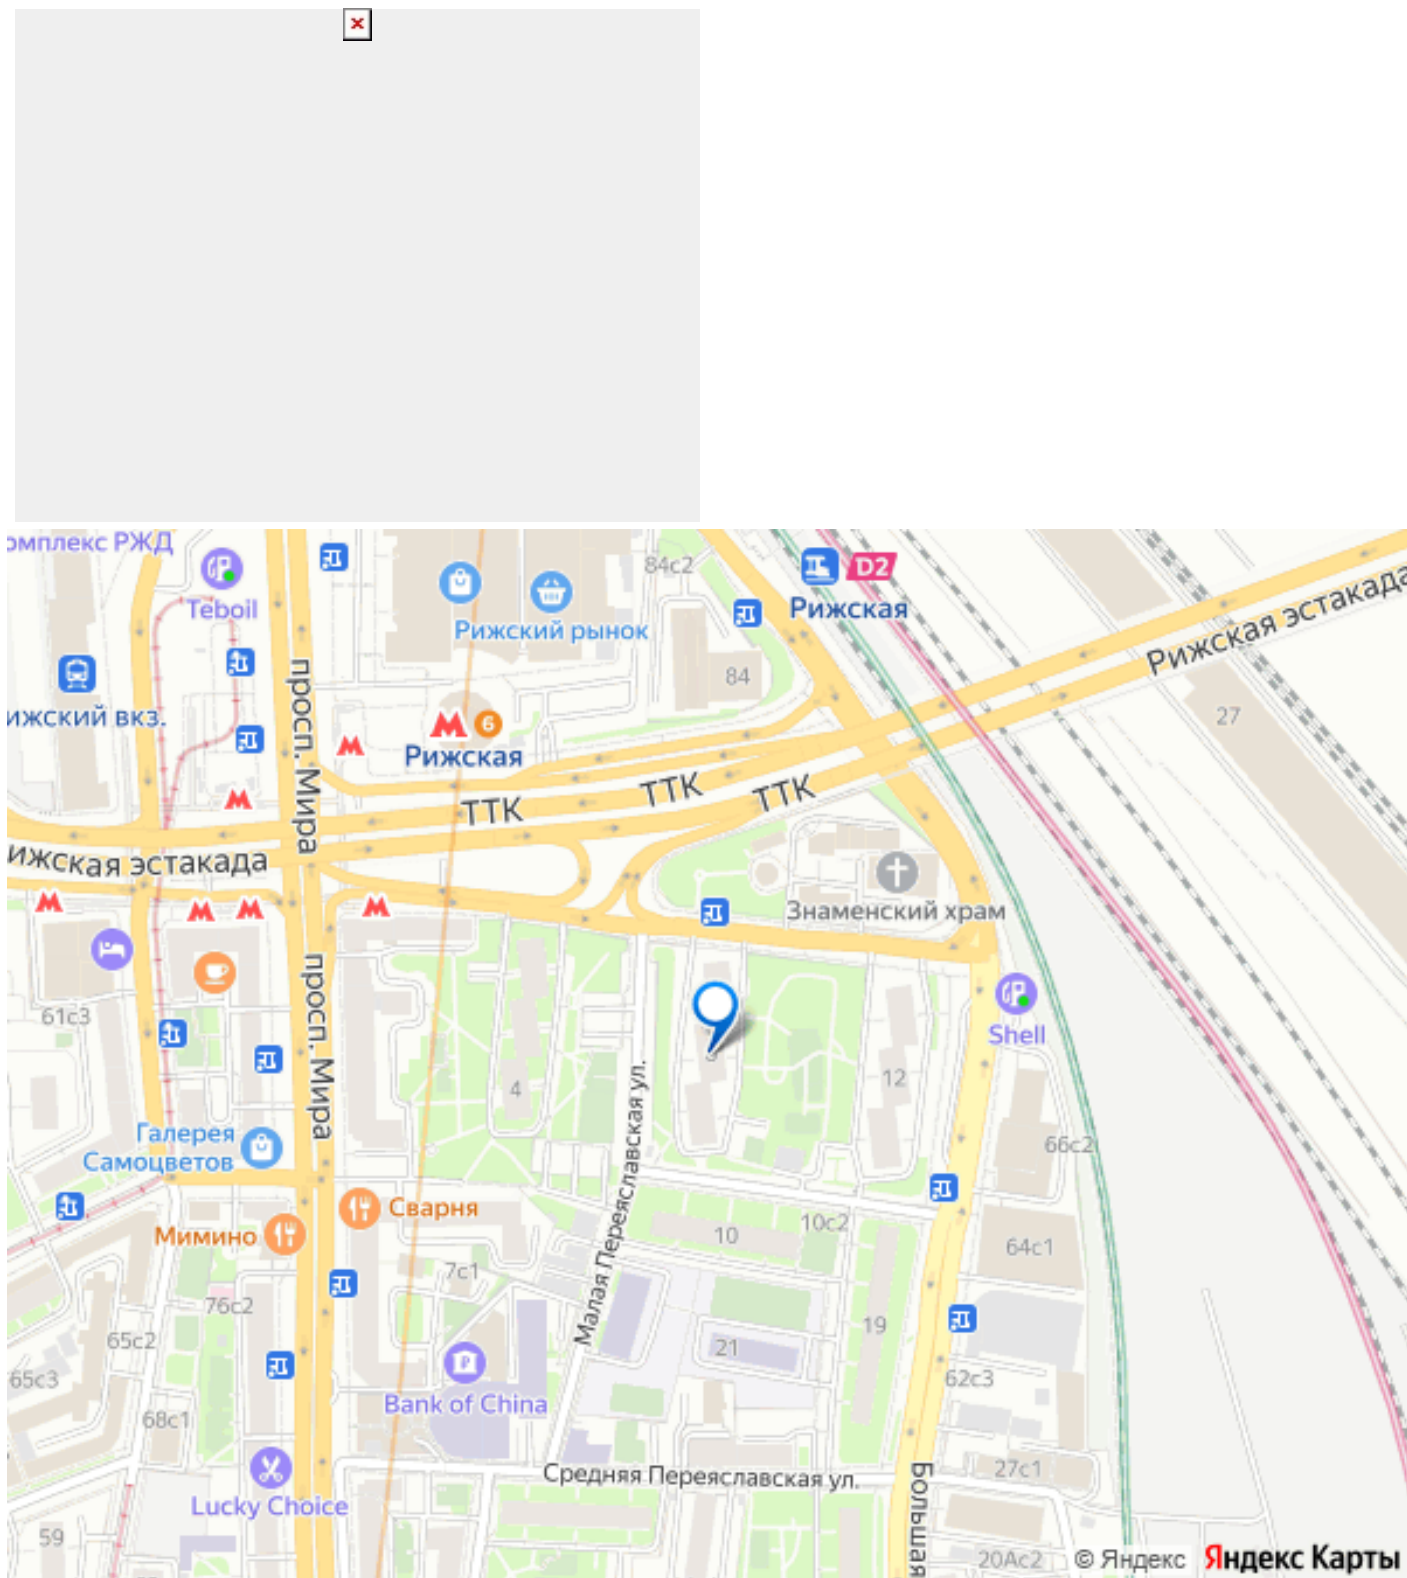 омплекс РЖД
Teboil
84с2
D2
Рижская
Рижская эстакада
Рижский рынок
84
27
ижский вкз.
просп. Мира
6
Рижская
ТТК
ТТК
ТТК
ижская эстакада
Знаменский храм
61с3
просп. Мира
Shell
4
12
Малая Переяславская ул.
Галерея
Самоцветов
66с2
Сварня
Мимино
10
10с2
64с1
7с1
76с2
65с2
19
21
65с3
62с3
Bank of China
68с1
Средняя Переяславская ул.
27с1
Lucky Choice
Большая
59
20Ас2
© Яндекс
Яндекс Карты